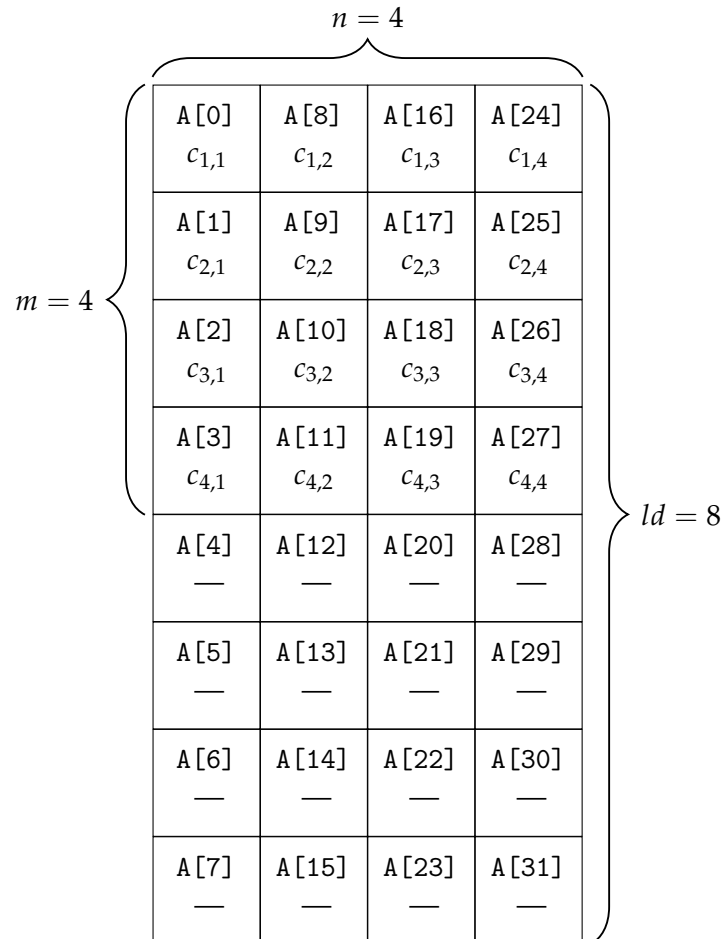 n = 4
A[0] A[8] A[16] A[24]
c1,1 c1,2 c1,3 c1,4
A[1] A[9] A[17] A[25]
c2,1 c2,2 c2,3 c2,4
m = 4
A[2] A[10] A[18] A[26]
c3,1 c3,2 c3,3 c3,4
A[3] A[11] A[19] A[27]
c4,1 c4,2 c4,3 c4,4
ld = 8
A[4] A[12] A[20] A[28]
— — — —
A[5] A[13] A[21] A[29]
— — — —
A[6] A[14] A[22] A[30]
— — — —
A[7] A[15] A[23] A[31]
— — — —